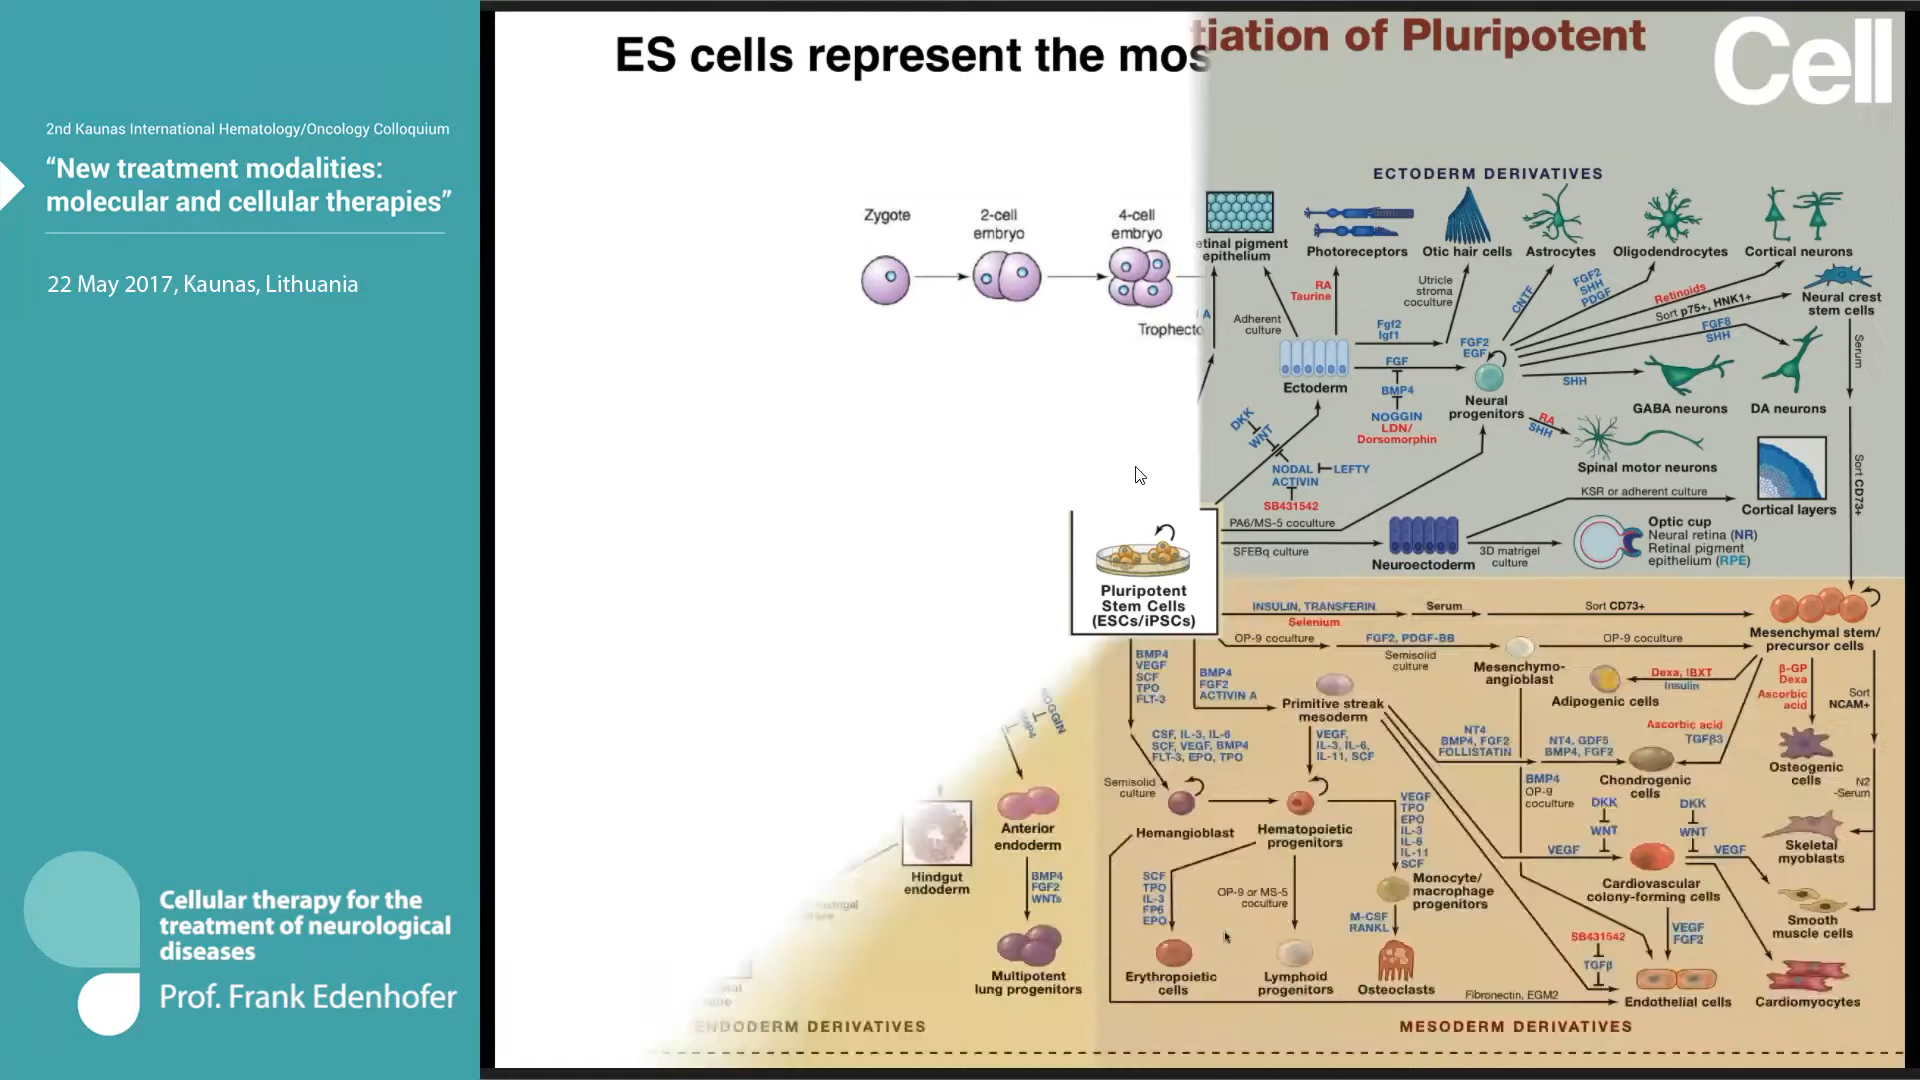 2nd Kaunas International Hematology/Oncology Colloquium
“New treatment modalities:
molecular and cellular therapies”
22 May 2017, Kaunas, Lithuania
Cellular therapy for the
treatment of neurological
diseases
Prof. Frank Edenhofer
ES cells represent the mos
tiation of Pluripotent
Cell
Zygote
2-cell
embryo
4-cell
embryo
Trophecto
ECTODERM DERIVATIVES
etinal pigment
epithelium
Photoreceptors
Otic hair cells
Astrocytes
Oligodendrocytes
Cortical neurons
A
Adherent
culture
RA
Taurine
Utricle
stroma
coculture
CNTF
FGF2
SHH
PDGF
Retinoids
Sort p75+, HNK1+
FGF8
SHH
Neural crest
stem cells
Serum
Fgf2
Igf1
FGF
BMP4
NOGGIN
LDN/
Dorsomorphin
FGF2
EGF
Ectoderm
Neural
progenitors
SHH
GABA neurons
DA neurons
RA
SHH
Spinal motor neurons
DKK
WNT
NODAL
ACTIVIN
LEFTY
SB431542
KSR or adherent culture
Cortical layers
Sort CD73+
PA6/MS-5 coculture
SFEBq culture
Neuroectoderm
3D matrigel
culture
Optic cup
Neural retina (NR)
Retinal pigment
epithelium (RPE)
Pluripotent
Stem Cells
(ESCs/iPSCs)
INSULIN, TRANSFERIN
Selenium
Serum
Sort CD73+
Mesenchymal stem/
precursor cells
OP-9 coculture
FGF2, PDGF-BB
Semisolid
culture
Mesenchymo-
angioblast
OP-9 coculture
BMP4
VEGF
SCF
TPO
FLT-3
BMP4
FGF2
ACTIVIN A
Primitive streak
mesoderm
Adipogenic cells
Dexa, IBXT
Insulin
β-GP
Dexa
Ascorbic
acid
Sort
NCAM+
CSF, IL-3, IL-6
SCF, VEGF, BMP4
FLT-3, EPO, TPO
VEGF,
IL-3, IL-6,
IL-11, SCF
NT4
BMP4, FGF2
FOLLISTATIN
NT4, GDF5
BMP4, FGF2
Ascorbic acid
TGFβ3
Chondrogenic
cells
Osteogenic
cells
N2
-Serum
Semisolid
culture
Hemangioblast
Hematopoietic
progenitors
VEGF
TPO
EPO
IL-3
IL-6
IL-11
SCF
BMP4
OP-9
coculture
DKK
WNT
DKK
WNT
Skeletal
myoblasts
VEGF
VEGF
Cardiovascular
colony-forming cells
Smooth
muscle cells
SCF
TPO
IL-3
FP6
EPO
OP-9 or MS-5
coculture
Monocyte/
macrophage
progenitors
M-CSF
RANKL
SB431542
TGFβ
VEGF
FGF2
Erythropoietic
cells
Lymphoid
progenitors
Osteoclasts
Fibronectin, EGM2
Endothelial cells
Cardiomyocytes
NOGGIN
Anterior
endoderm
Hindgut
endoderm
BMP4
FGF2
WNTs
Multipotent
lung progenitors
ENDODERM DERIVATIVES
MESODERM DERIVATIVES